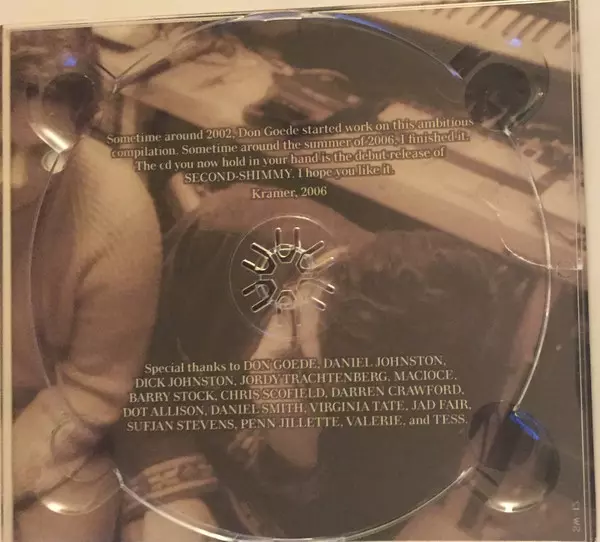 Sometime around 2002, Don Goede started work on this ambitious
compilation. Sometime around the summer of 2006, I finished it.
The cd you now hold in your hand is the debut release of
SECOND-SHIMMY. I hope you like it.
Kramer, 2006
Special thanks to DON GOEDE, DANIEL JOHNSTON,
DICK JOHNSTON, JORDY TRACHTENBERG, MACIOCE,
BARRY STOCK, CHRIS SCOFIELD, DARREN CRAWFORD,
DOT ALLISON, DANIEL SMITH, VIRGINIA TATE, JAD FAIR,
SUFJAN STEVENS, PENN JILLETTE, VALERIE, and TESS.